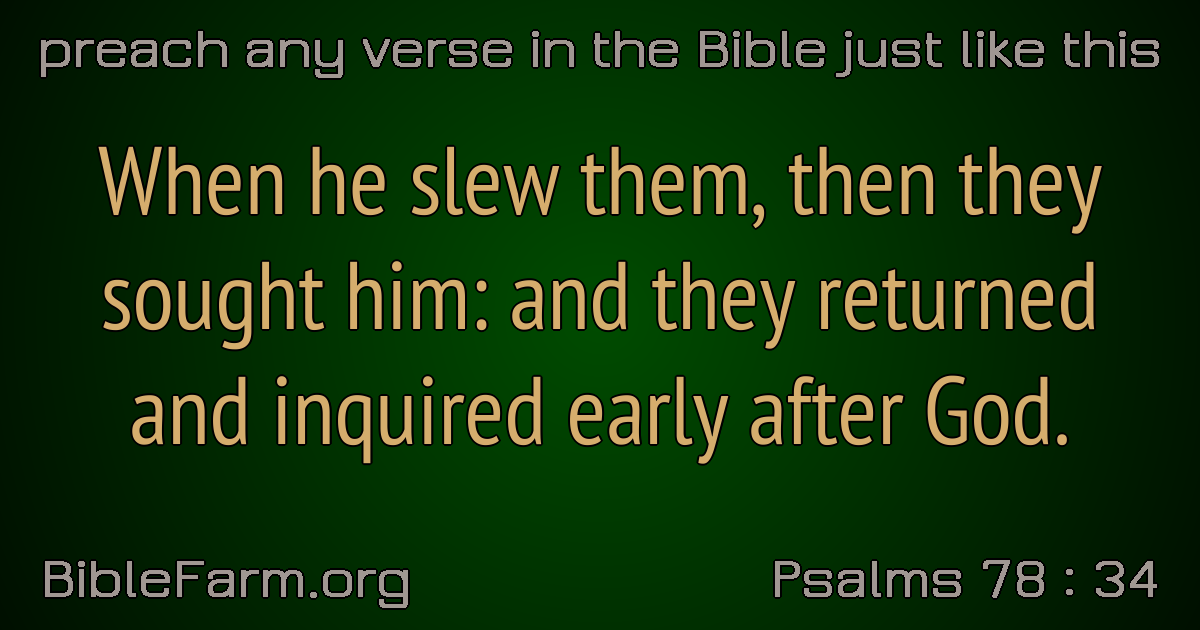 preach any verse in the Bible just like this
When he slew them, then they
sought him: and they returned
and inquired early after God.
BibleFarm.org
Psalms 78 : 34